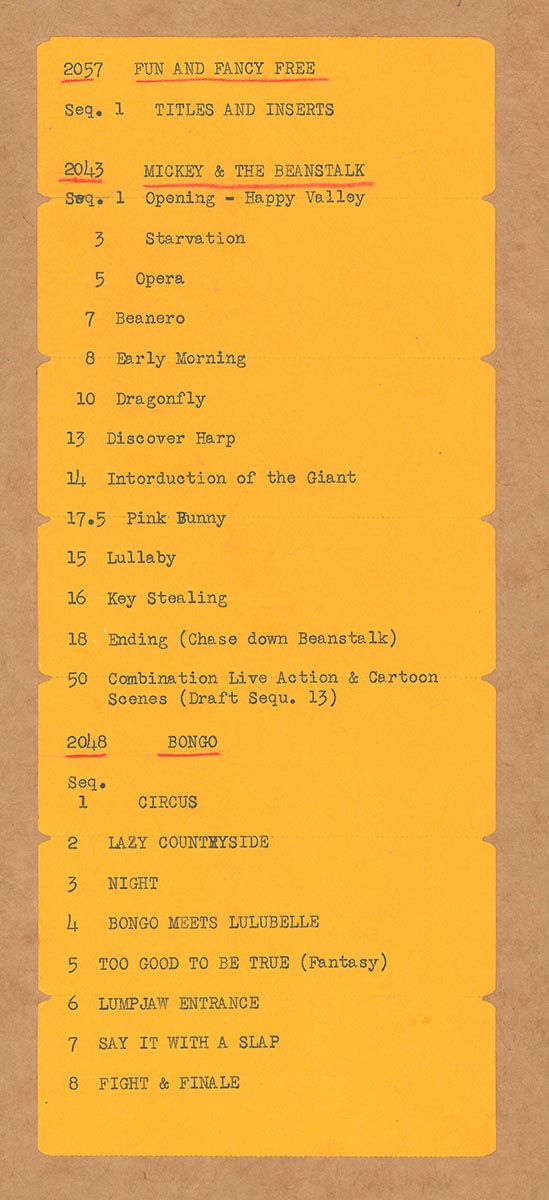 2057 FUN AND FANCY FREE
Seq. 1 TITLES AND INSERTS
2043 MICKEY & THE BEANSTALK
Seq. 1 Opening - Happy Valley
3 Starvation
5 Opera
7 Beanero
8 Early Morning
10 Dragonfly
13 Discover Harp
14 Intorduction of the Giant
17.5 Pink Bunny
15 Lullaby
16 Key Stealing
18 Ending (Chase down Beanstalk)
50 Combination Live Action & Cartoon
Scenes (Draft Sequ. 13)
2048 BONGO
Seq.
1 CIRCUS
2 LAZY COUNTRYSIDE
3 NIGHT
4 BONGO MEETS LULUBELLE
5 TOO GOOD TO BE TRUE (Fantasy)
6 LUMPJAW ENTRANCE
7 SAY IT WITH A SLAP
8 FIGHT & FINALE